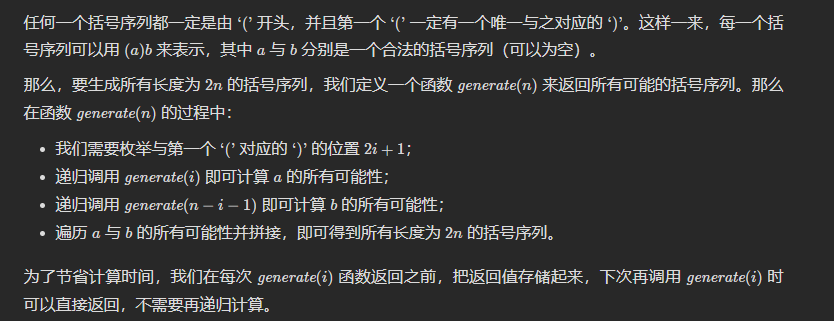 任何一个括号序列都一定是由 ‘(’ 开头，并且第一个 ‘(’ 一定有一个唯一与之对应的 ‘)’。这样一来，每一个括
号序列可以用 (a)b 来表示，其中 a 与 b 分别是一个合法的括号序列（可以为空）。
那么，要生成所有长度为 2n 的括号序列，我们定义一个函数 generate(n) 来返回所有可能的括号序列。那么
在函数 generate(n) 的过程中：
• 我们需要枚举与第一个 ‘(’ 对应的 ‘)’ 的位置 2i + 1；
• 递归调用 generate(i) 即可计算 a 的所有可能性；
• 递归调用 generate(n − i − 1) 即可计算 b 的所有可能性；
• 遍历 a 与 b 的所有可能性并拼接，即可得到所有长度为 2n 的括号序列。
为了节省计算时间，我们在每次 generate(i) 函数返回之前，把返回值存储起来，下次再调用 generate(i) 时
可以直接返回，不需要再递归计算。